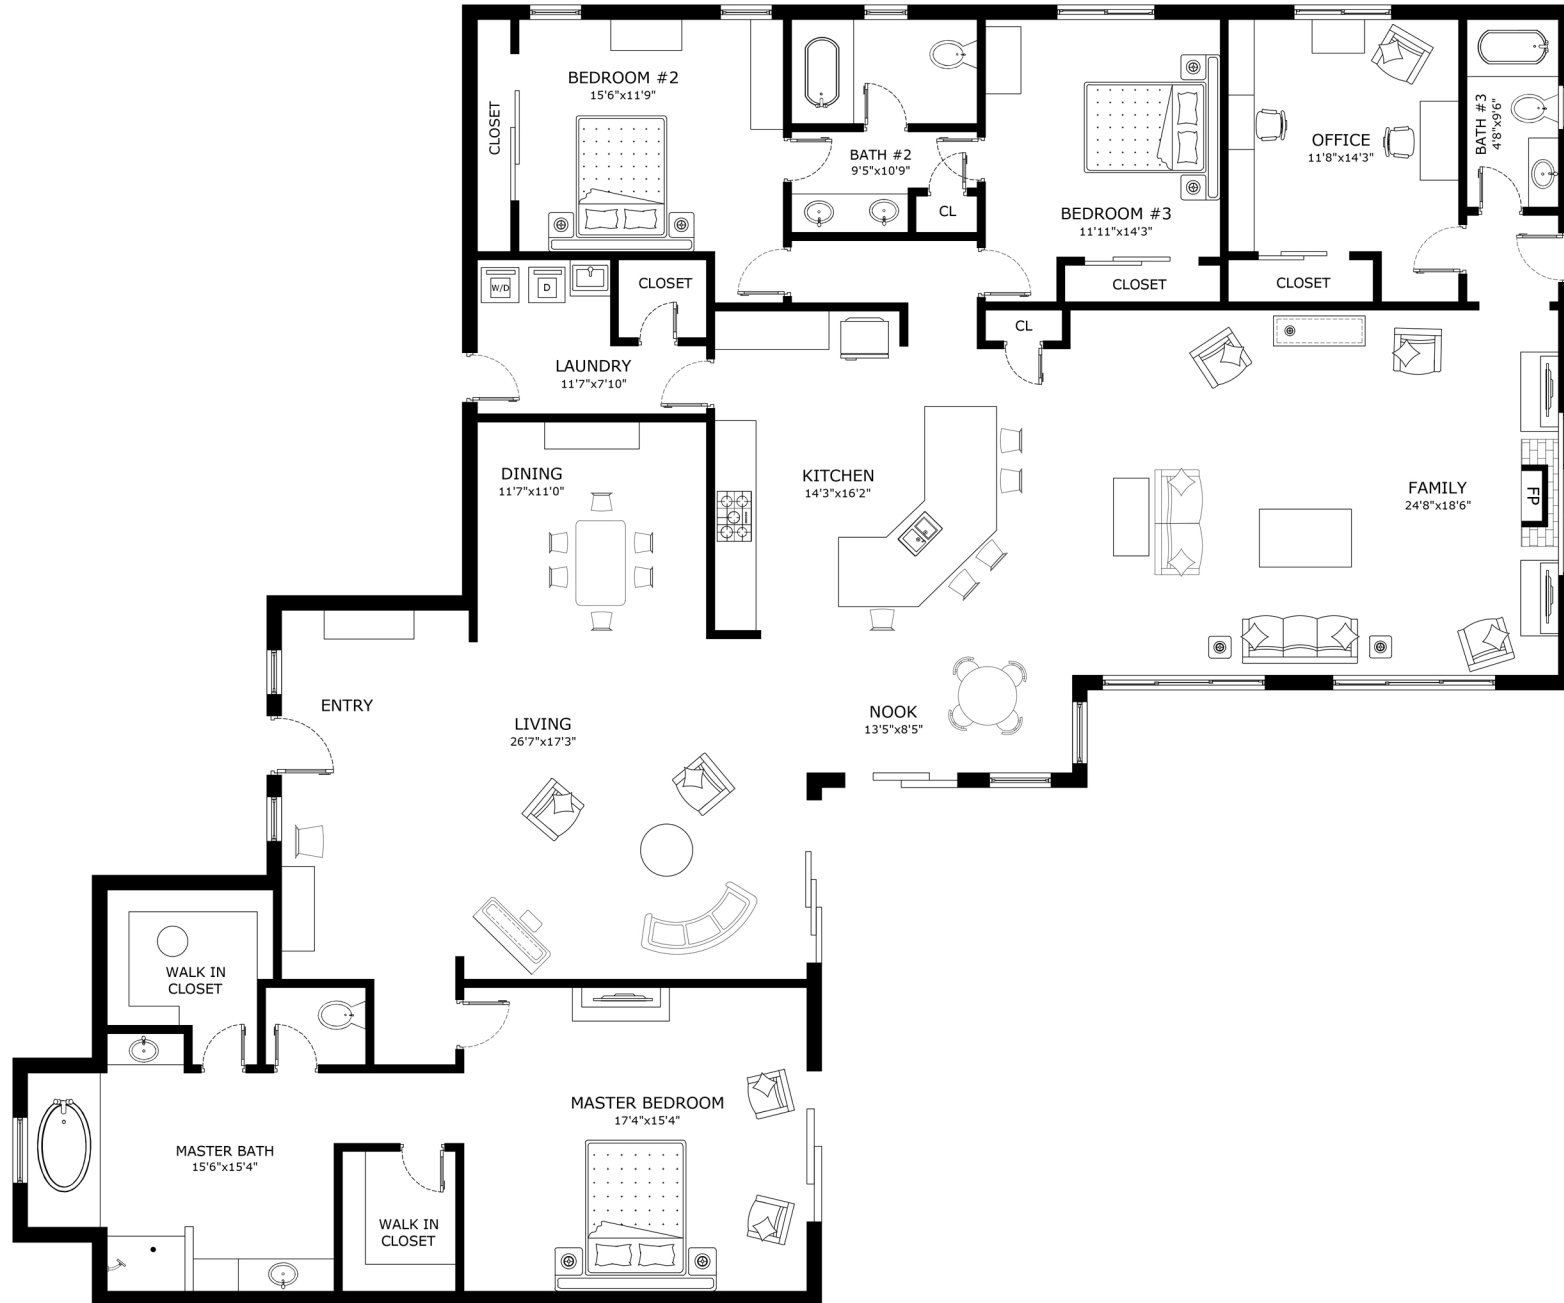 BEDROOM #2
15'6"x11'9"
CLOSET
BATH #2
9'5"x10'9"
CL
BEDROOM #3
11'11"x14'3"
CLOSET
OFFICE
11'8"x14'3"
CLOSET
BATH #3
4'8"x9'6"
W/D
D
CLOSET
LAUNDRY
11'7"x7'10"
CL
DINING
11'7"x11'0"
KITCHEN
14'3"x16'2"
FAMILY
24'8"x18'6"
FP
ENTRY
LIVING
26'7"x17'3"
NOOK
13'5"x8'5"
WALK IN
CLOSET
MASTER BEDROOM
17'4"x15'4"
MASTER BATH
15'6"x15'4"
WALK IN
CLOSET